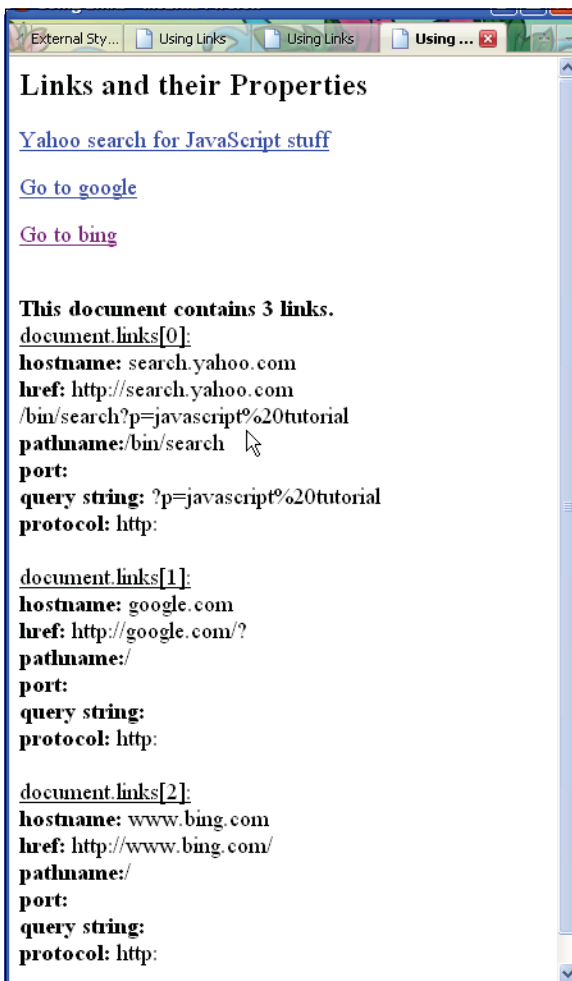 External Sty...
Using Links
Using Links
Using ...
Links and their Properties
Yahoo search for JavaScript stuff
Go to google
Go to bing
This document contains 3 links.
document.links[0]:
hostname: search.yahoo.com
href: http://search.yahoo.com
/bin/search?p=javascript%20tutorial
pathname:/bin/search
port:
query string: ?p=javascript%20tutorial
protocol: http:
document.links[1]:
hostname: google.com
href: http://google.com/?
pathname:/
port:
query string:
protocol: http:
document.links[2]:
hostname: www.bing.com
href: http://www.bing.com/
pathname:/
port:
query string:
protocol: http: